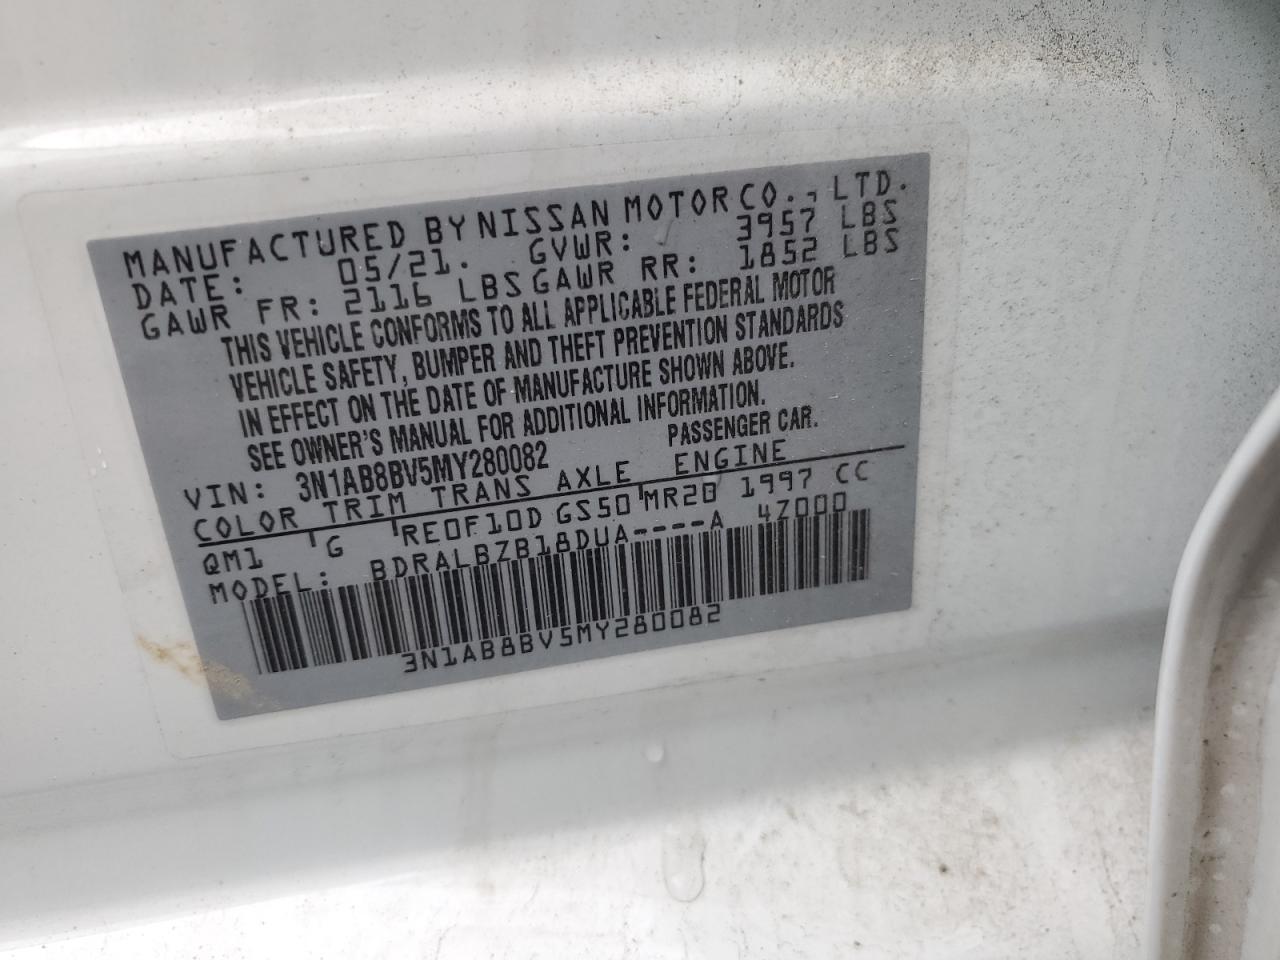 MANUFACTURED BY NISSAN MOTOR CO., LTD.
DATE: 05/21. GVWR: 3957 LBS
GAWR FR: 2116 LBS GAWR RR: 1852 LBS
THIS VEHICLE CONFORMS TO ALL APPLICABLE FEDERAL MOTOR
VEHICLE SAFETY, BUMPER AND THEFT PREVENTION STANDARDS
IN EFFECT ON THE DATE OF MANUFACTURE SHOWN ABOVE.
SEE OWNER'S MANUAL FOR ADDITIONAL INFORMATION.
VIN: 3N1AB8BV5MY280082 PASSENGER CAR.
COLOR TRIM TRANS AXLE ENGINE
QM1 G RE0F10D GS50 MR20 1997 CC
MODEL: BDRALBZB18DUA----A 4Z000
3N1AB8BV5MY280082